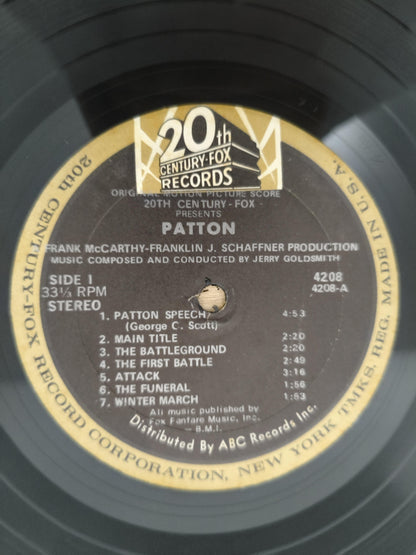 20th
CENTURY-FOX
RECORDS
ORIGINAL MOTION PICTURE SCORE
20TH CENTURY-FOX
PRESENTS
PATTON
A FRANK McCARTHY-FRANKLIN J. SCHAFFNER PRODUCTION
MUSIC COMPOSED AND CONDUCTED BY JERRY GOLDSMITH
SIDE 1
33⅓ RPM
STEREO
4208
4208-A
1. PATTON SPEECH 4:53
(George C. Scott)
2. MAIN TITLE 2:20
3. THE BATTLEGROUND 2:20
4. THE FIRST BATTLE 2:49
5. ATTACK 3:16
6. THE FUNERAL 1:56
7. WINTER MARCH 1:53
All music published by
Fox Fanfare Music, Inc.
- B.M.I. -
Distributed By ABC Records Inc.
20th CENTURY-FOX RECORD CORPORATION, NEW YORK TMKS. REG. MADE IN U.S.A.